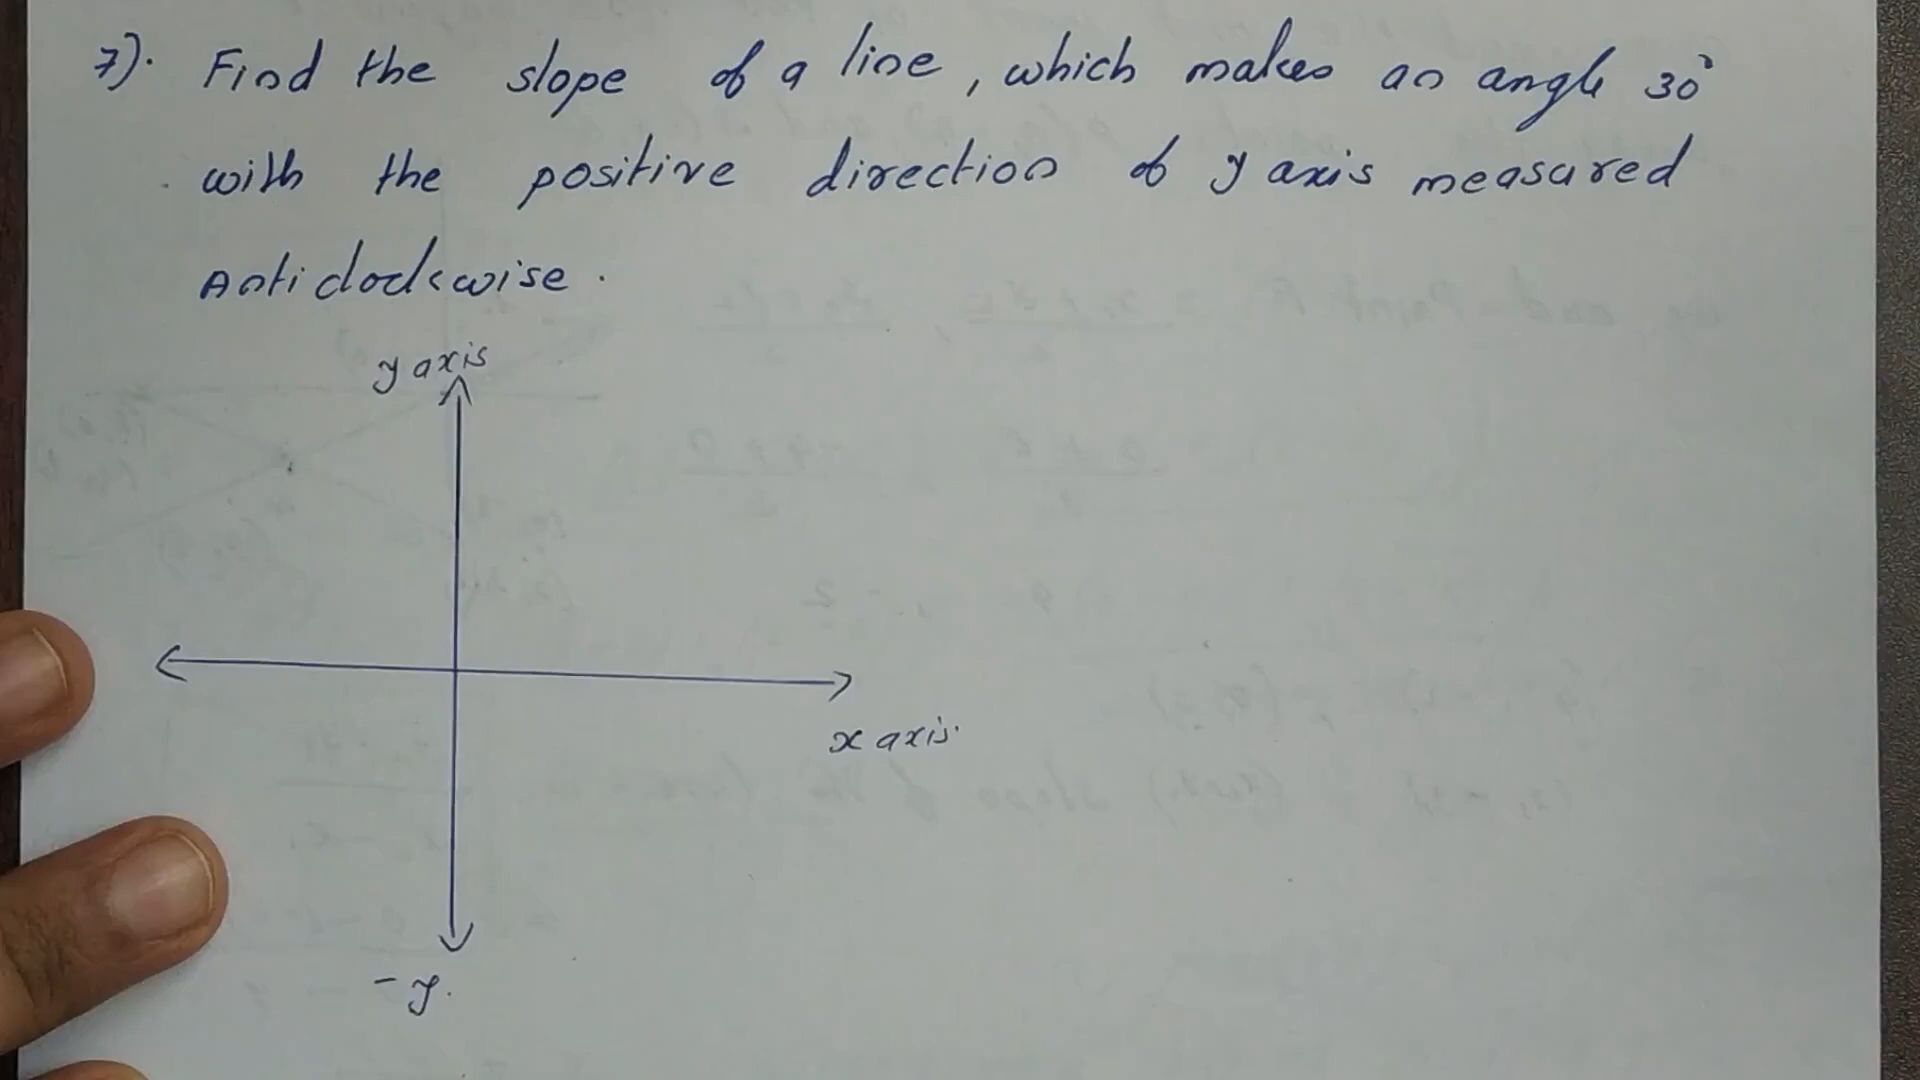 7). Find the slope of a line, which makes an angle 30°
with the positive direction of y axis measured
Anticlockwise.
y axis
x axis.
-y.